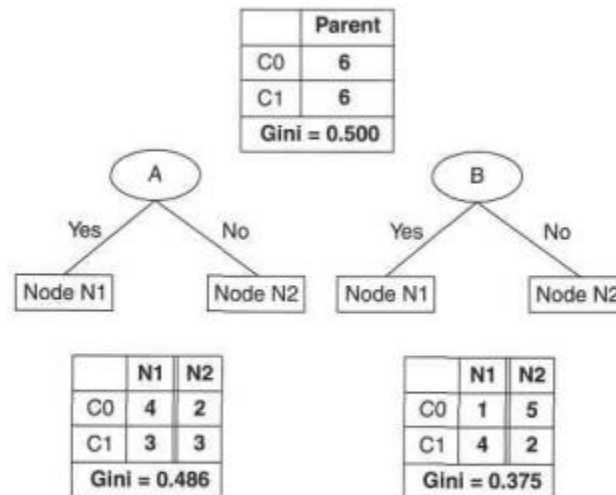 Parent
C0 6
C1 6
Gini = 0.500
A B
Yes No Yes No
Node N1 Node N2 Node N1 Node N2
N1 N2
C0 4 2
C1 3 3
Gini = 0.486
N1 N2
C0 1 5
C1 4 2
Gini = 0.375